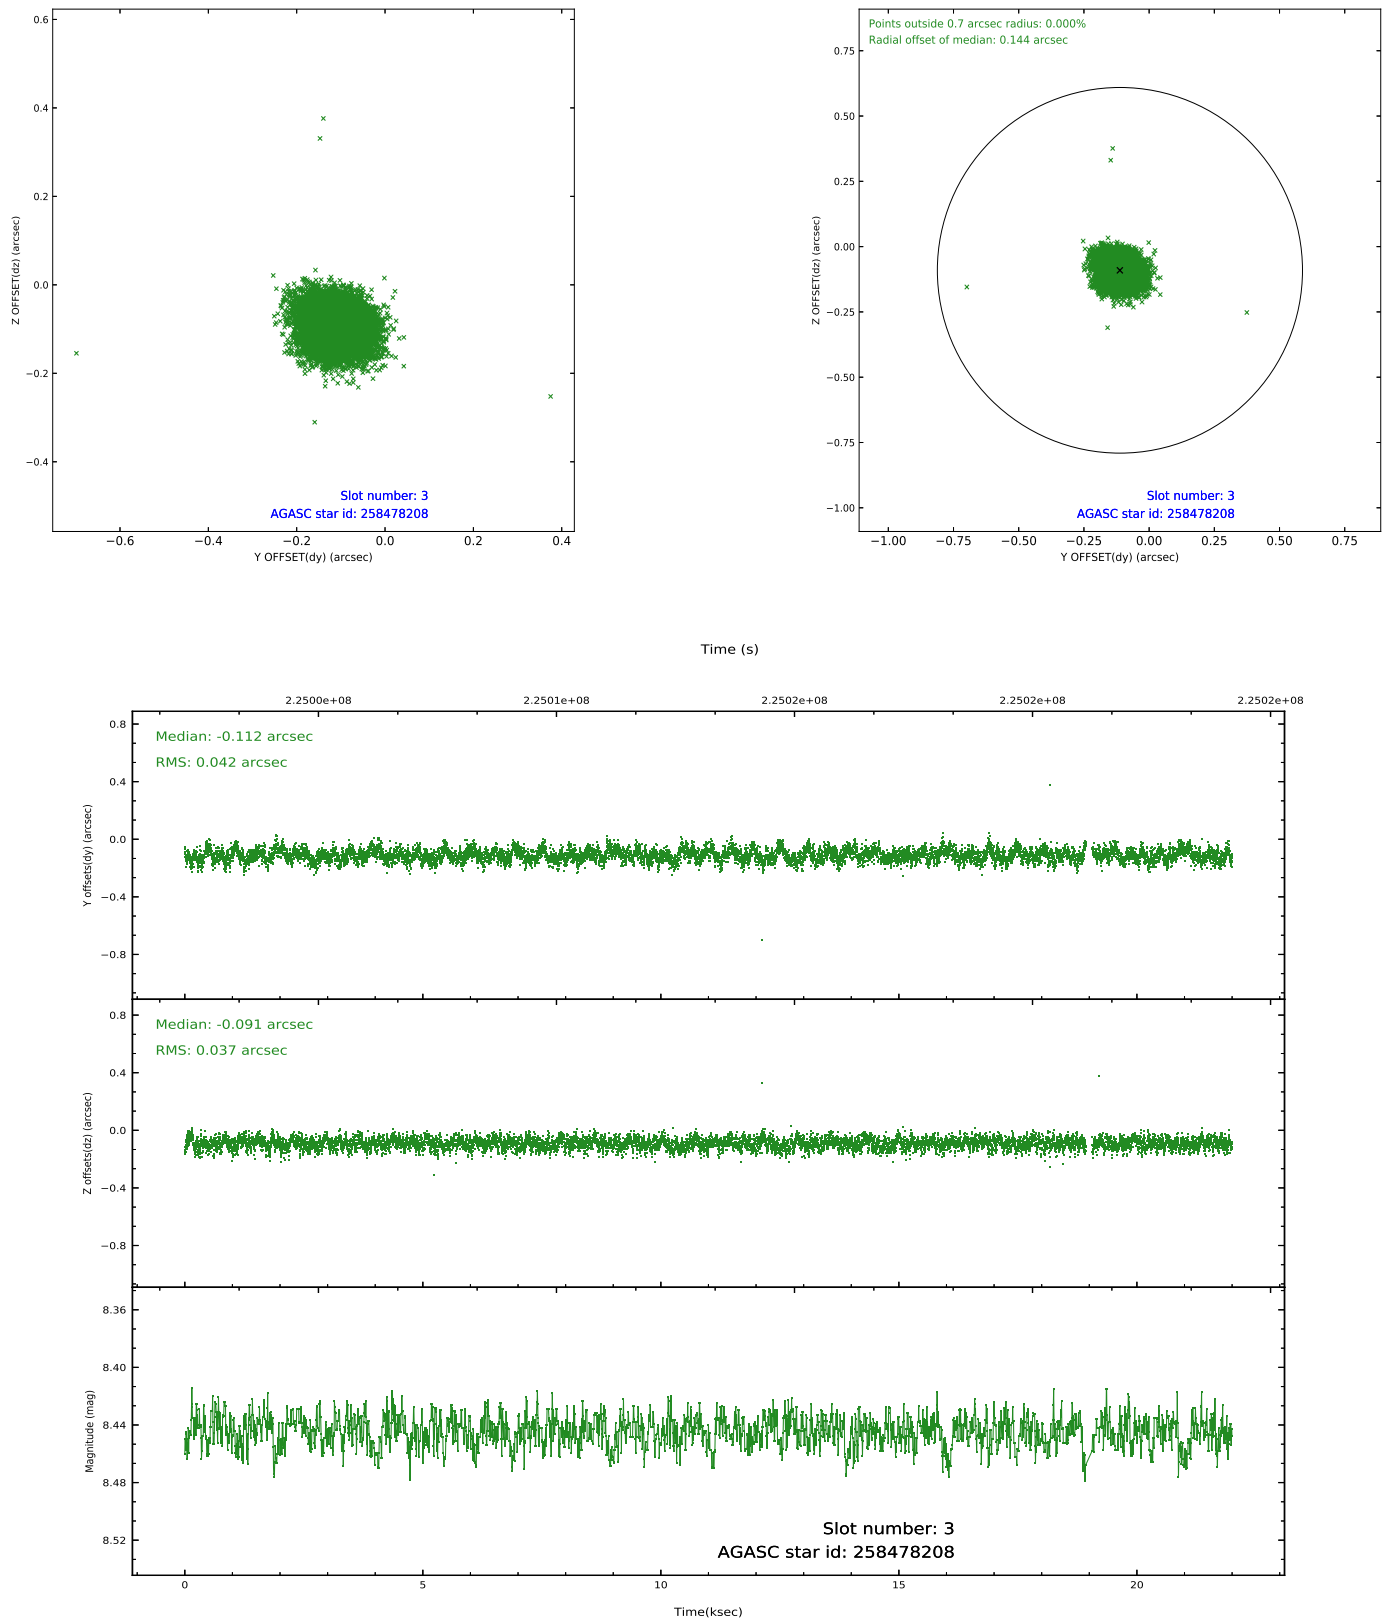 0.6
0.4
0.2
0.0
−0.2
−0.4
Z OFFSET(dz) (arcsec)
Slot number: 3
AGASC star id: 258478208
−0.6
−0.4
−0.2
0.0
0.2
0.4
Y OFFSET(dy) (arcsec)
Points outside 0.7 arcsec radius: 0.000%
Radial offset of median: 0.144 arcsec
0.75
0.50
0.25
0.00
−0.25
−0.50
−0.75
−1.00
Z OFFSET(dz) (arcsec)
Slot number: 3
AGASC star id: 258478208
−1.00
−0.75
−0.50
−0.25
0.00
0.25
0.50
0.75
Y OFFSET(dy) (arcsec)
Time (s)
2.2500e+08
2.2501e+08
2.2502e+08
2.2502e+08
2.2502e+08
0.8
0.4
0.0
−0.4
−0.8
Y offsets(dy) (arcsec)
Median: -0.112 arcsec
RMS: 0.042 arcsec
0.8
0.4
0.0
−0.4
−0.8
Z offsets(dz) (arcsec)
Median: -0.091 arcsec
RMS: 0.037 arcsec
8.36
8.40
8.44
8.48
8.52
Magnitude (mag)
Slot number: 3
AGASC star id: 258478208
0
5
10
15
20
Time(ksec)